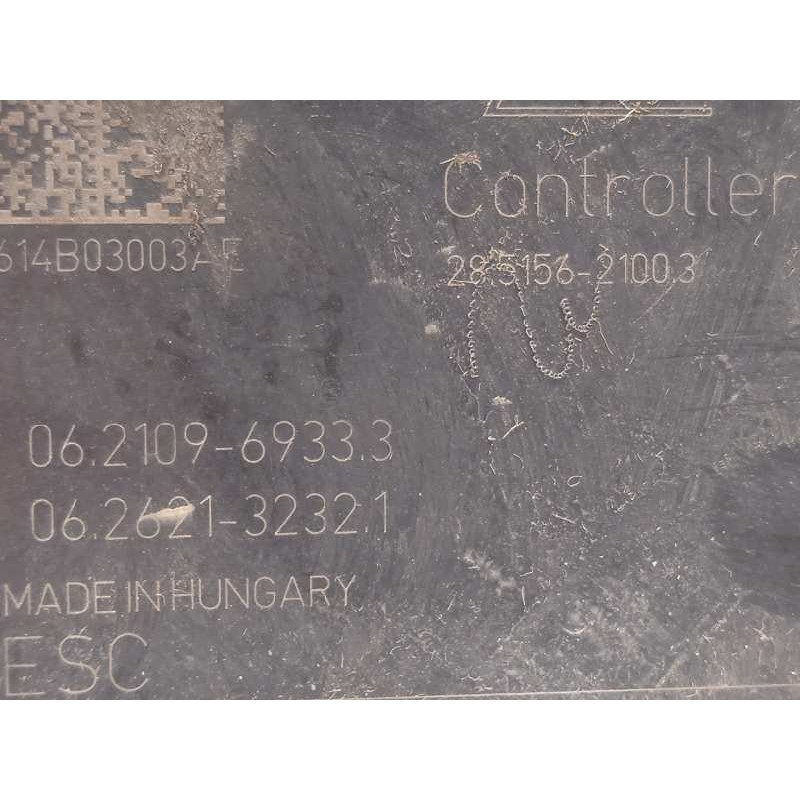 Controller
614B03003AE
28.5156-2100.3
06.2109-6933.3
06.2621-3232.1
MADE IN HUNGARY
ESC